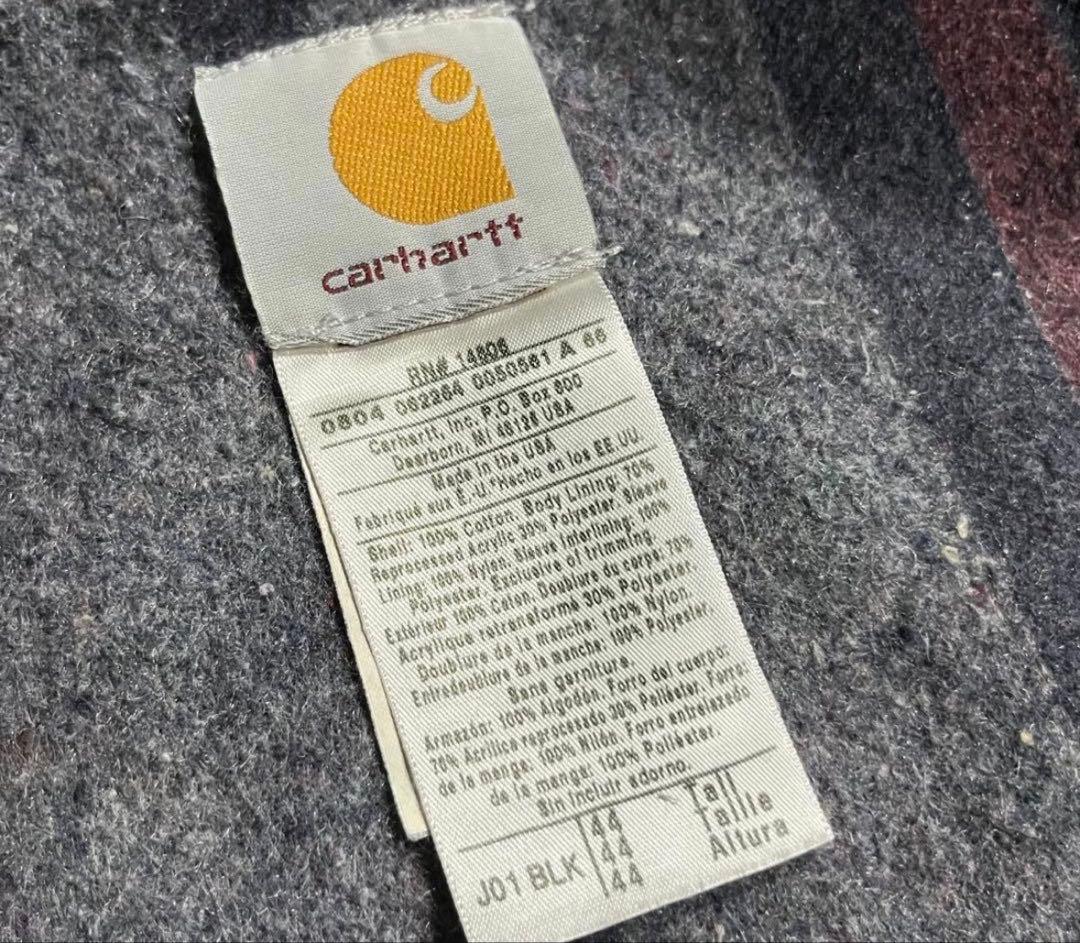 carhartt
RN# 14806
0804 062264 0050561 A 66
Carhartt, Inc, P.O. Box 600
Dearborn, MI 48126 USA
Made in the USA
Fabriqué aux É.-U.*Hecho en los EE UU.
Shell: 100% Cotton. Body Lining: 70%
Reprocessed Acrylic 30% Polyester. Sleeve
Lining: 100% Nylon. Sleeve Interlining: 100%
Polyester. Exclusive of trimming.
Extérieur 100% Coton. Doublure du corps: 70%
Acrylique retransformé 30% Polyester.
Doublure de la manche: 100% Nylon
Entredoublure de la manche: 100% Polyester.
Sans garniture.
Armazón: 100% Algodón. Forro del cuerpo:
70% Acrílico reprocesado 30% Poliéster. Forro
de la manga: 100% Nilón. Forro entrelazado
de la manga: 100% Poliéster.
Sin incluir adorno.
J01 BLK
44 Tall
44 Taille
44 Altura